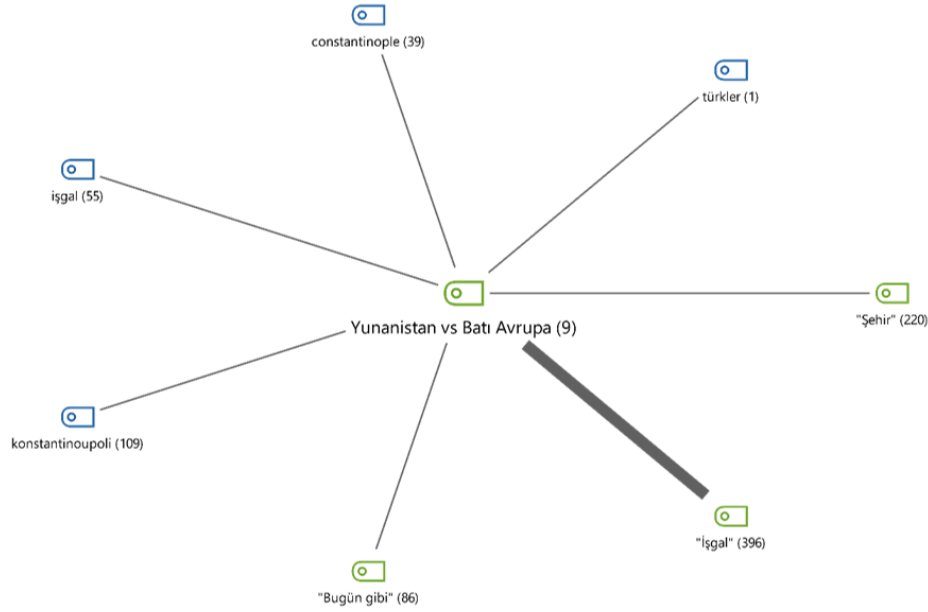 constantinople (39)
türkler (1)
işgal (55)
"Şehir" (220)
Yunanistan vs Batı Avrupa (9)
konstantinoupoli (109)
"İşgal" (396)
"Bugün gibi" (86)